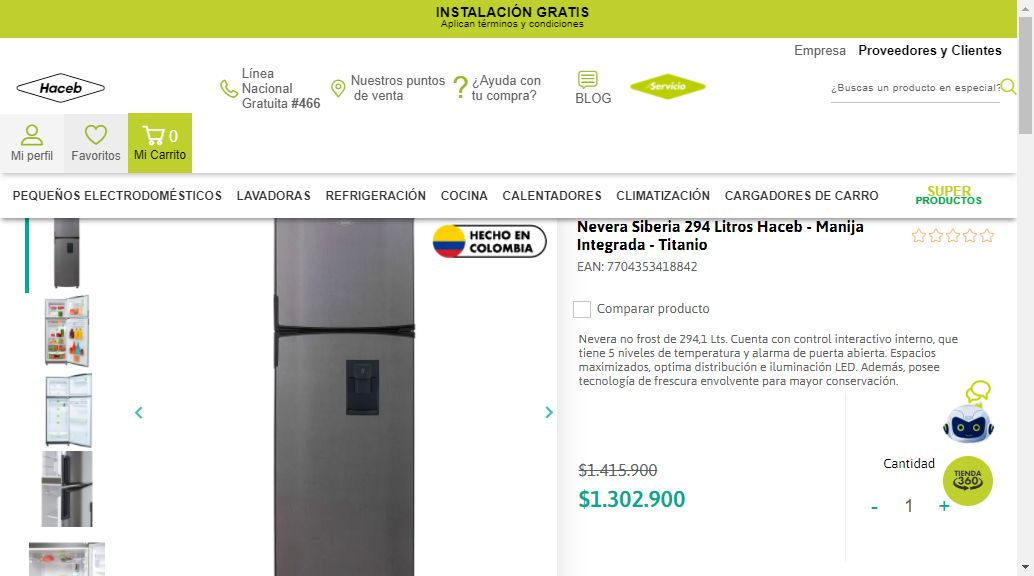 INSTALACIÓN GRATIS
Aplican términos y condiciones
Empresa
Proveedores y Clientes
Haceb
Línea
Nacional
Gratuita #466
Nuestros puntos
de venta
¿Ayuda con
tu compra?
BLOG
Servicio
¿Buscas un producto en especial?
Mi perfil
Favoritos
0
Mi Carrito
PEQUEÑOS ELECTRODOMÉSTICOS
LAVADORAS
REFRIGERACIÓN
COCINA
CALENTADORES
CLIMATIZACIÓN
CARGADORES DE CARRO
SUPER
PRODUCTOS
HECHO EN
COLOMBIA
Nevera Siberia 294 Litros Haceb - Manija
Integrada - Titanio
EAN: 7704353418842
Comparar producto
Nevera no frost de 294,1 Lts. Cuenta con control interactivo interno, que
tiene 5 niveles de temperatura y alarma de puerta abierta. Espacios
maximizados, optima distribución e iluminación LED. Además, posee
tecnología de frescura envolvente para mayor conservación.
$1.415.900
$1.302.900
Cantidad
- 1 +
TIENDA
360